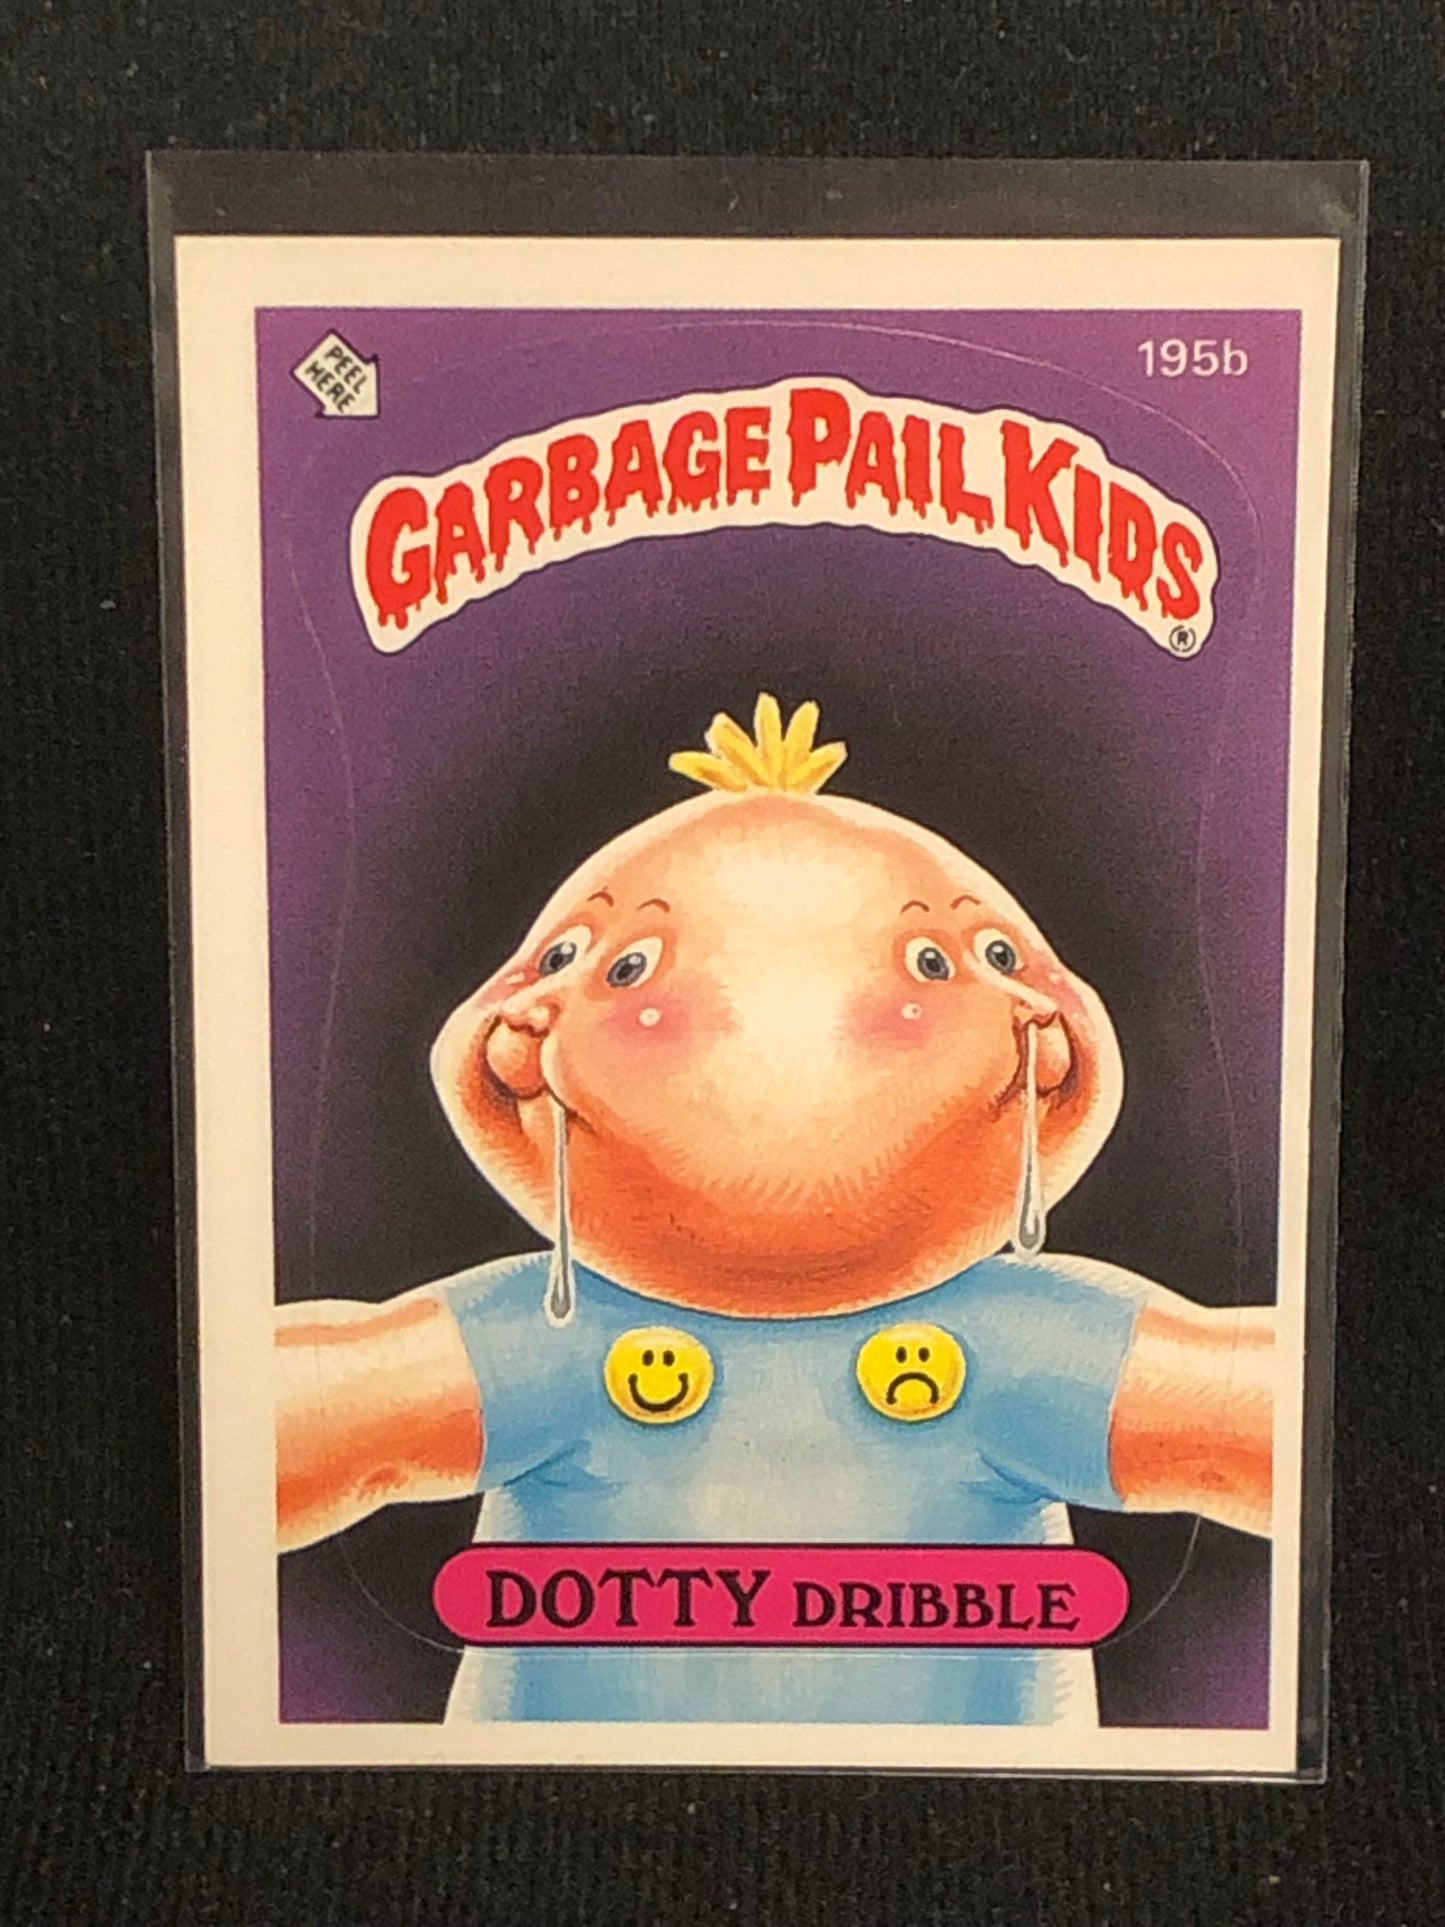 PEEL
HERE
195b
GARBAGE PAIL KIDS
®
DOTTY DRIBBLE